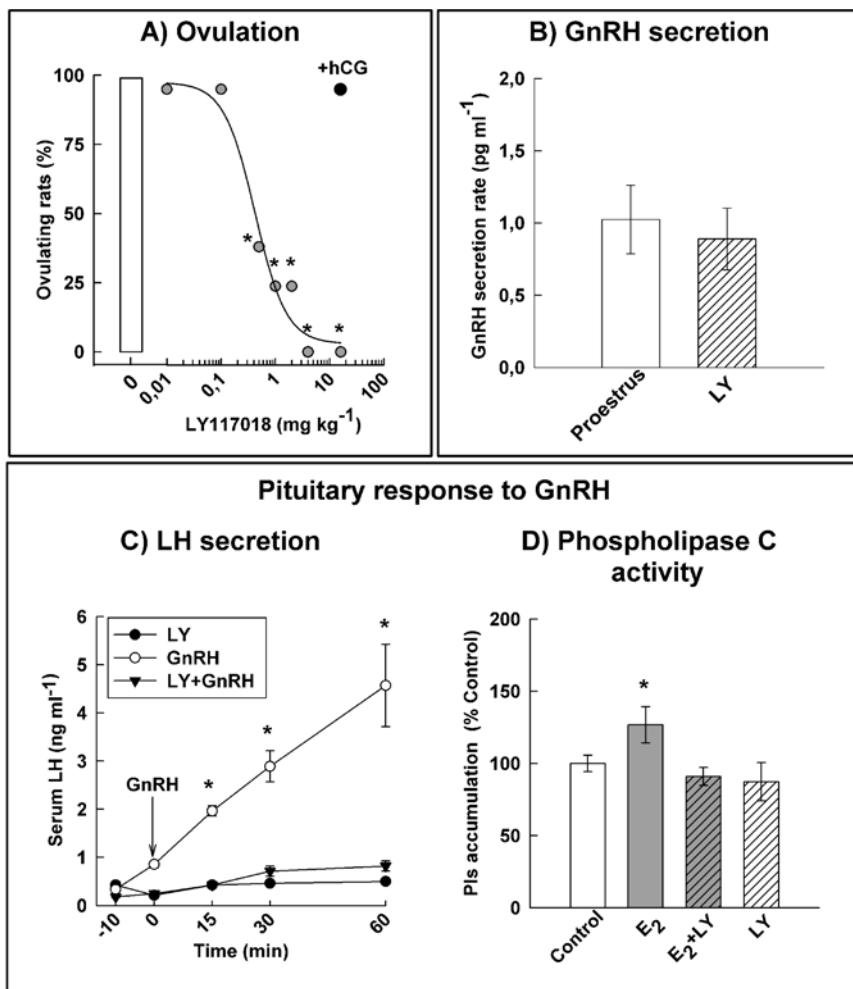 A) Ovulation
+hCG
100
75
50
25
0
Ovulating rats (%)
* * * * *
0 0,01 0,1 1 10 100
LY117018 (mg kg⁻¹)
B) GnRH secretion
2,0
1,5
1,0
0,5
0,0
GnRH secretion rate (pg ml⁻¹)
Proestrus LY
Pituitary response to GnRH
C) LH secretion
6
5
4
3
2
1
0
Serum LH (ng ml⁻¹)
LY
GnRH
LY+GnRH
GnRH
* * *
-10 0 15 30 60
Time (min)
D) Phospholipase C
activity
200
150
100
50
0
PIs accumulation (% Control)
*
Control E₂ E₂+LY LY